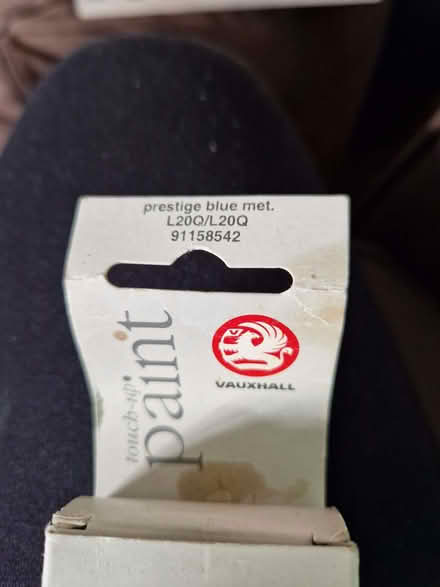 prestige blue met.
L20Q/L20Q
91158542
VAUXHALL
touch-up
paint